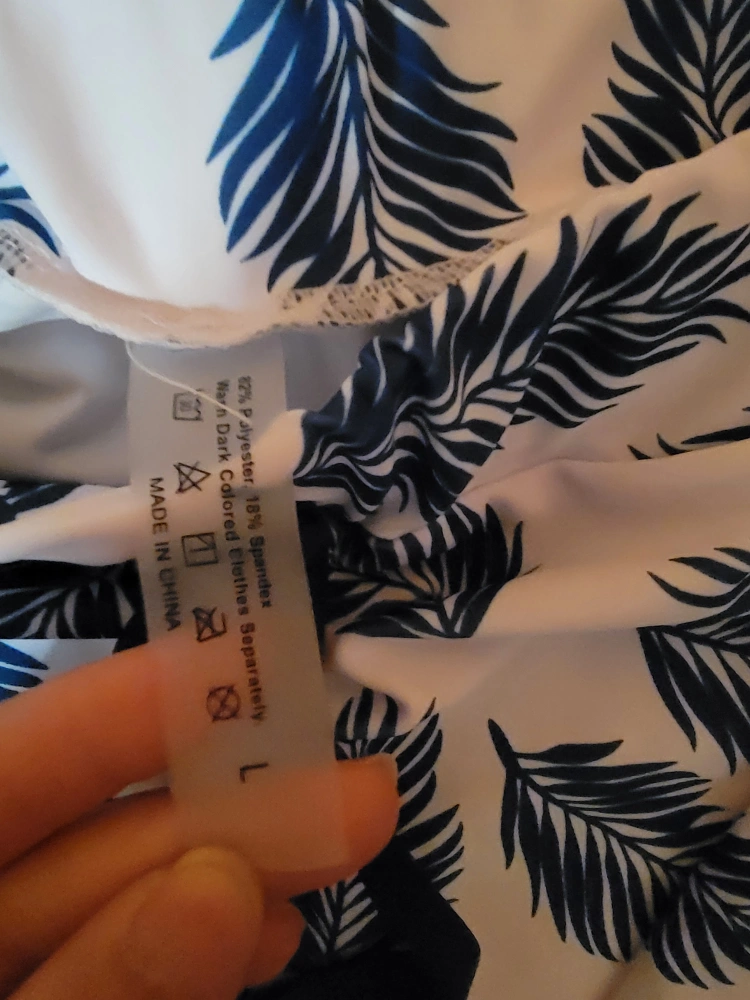 82% Polyester, 18% Spandex
Wash Dark Colored Clothes Separately
MADE IN CHINA
L